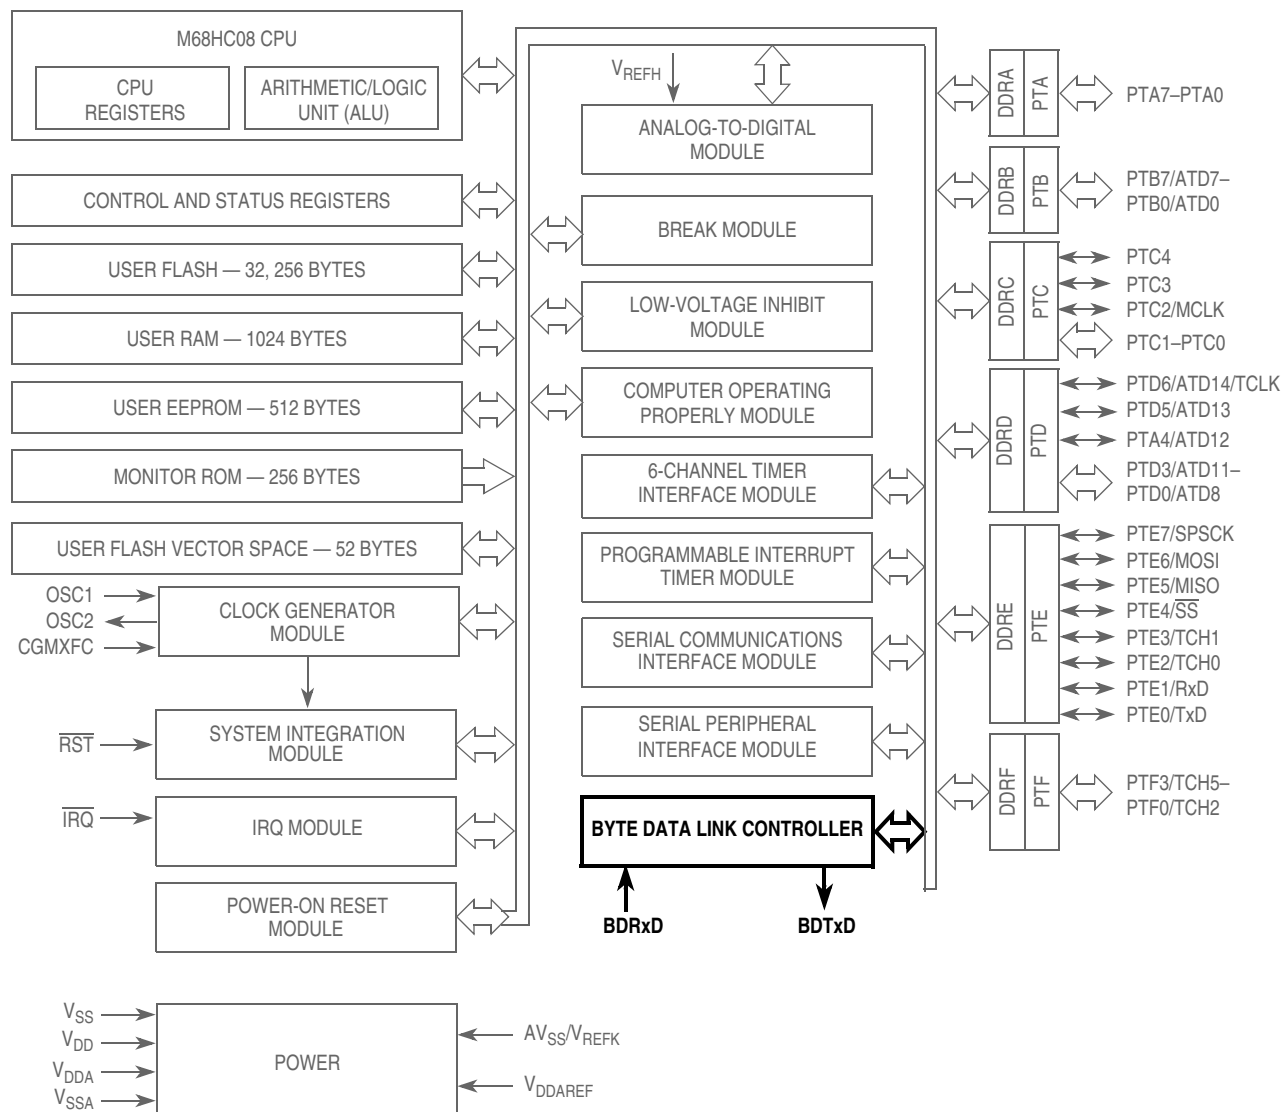 M68HC08 CPU
CPU
REGISTERS
ARITHMETIC/LOGIC
UNIT (ALU)
CONTROL AND STATUS REGISTERS
USER FLASH — 32, 256 BYTES
USER RAM — 1024 BYTES
USER EEPROM — 512 BYTES
MONITOR ROM — 256 BYTES
USER FLASH VECTOR SPACE — 52 BYTES
OSC1
OSC2
CGMXFC
CLOCK GENERATOR
MODULE
RST
SYSTEM INTEGRATION
MODULE
IRQ
IRQ MODULE
POWER-ON RESET
MODULE
VSS
VDD
VDDA
VSSA
POWER
AVSS/VREFK
VDDAREF
VREFH
ANALOG-TO-DIGITAL
MODULE
BREAK MODULE
LOW-VOLTAGE INHIBIT
MODULE
COMPUTER OPERATING
PROPERLY MODULE
6-CHANNEL TIMER
INTERFACE MODULE
PROGRAMMABLE INTERRUPT
TIMER MODULE
SERIAL COMMUNICATIONS
INTERFACE MODULE
SERIAL PERIPHERAL
INTERFACE MODULE
BYTE DATA LINK CONTROLLER
BDRxD
BDTxD
DDRA
PTA
PTA7–PTA0
DDRB
PTB
PTB7/ATD7–
PTB0/ATD0
DDRC
PTC
PTC4
PTC3
PTC2/MCLK
PTC1–PTC0
DDRD
PTD
PTD6/ATD14/TCLK
PTD5/ATD13
PTA4/ATD12
PTD3/ATD11–
PTD0/ATD8
DDRE
PTE
PTE7/SPSCK
PTE6/MOSI
PTE5/MISO
PTE4/SS
PTE3/TCH1
PTE2/TCH0
PTE1/RxD
PTE0/TxD
DDRF
PTF
PTF3/TCH5–
PTF0/TCH2